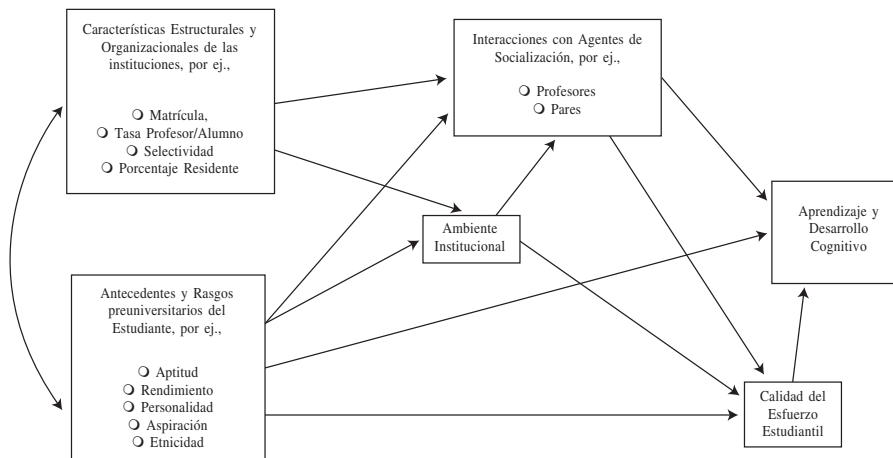 Características Estructurales y
Organizacionales de las
instituciones, por ej.,
❍ Matrícula,
❍ Tasa Profesor/Alumno
❍ Selectividad
❍ Porcentaje Residente
Interacciones con Agentes de
Socialización, por ej.,
❍ Profesores
❍ Pares
Ambiente
Institucional
Aprendizaje y
Desarrollo
Cognitivo
Antecedentes y Rasgos
preuniversitarios del
Estudiante, por ej.,
❍ Aptitud
❍ Rendimiento
❍ Personalidad
❍ Aspiración
❍ Etnicidad
Calidad del
Esfuerzo
Estudiantil